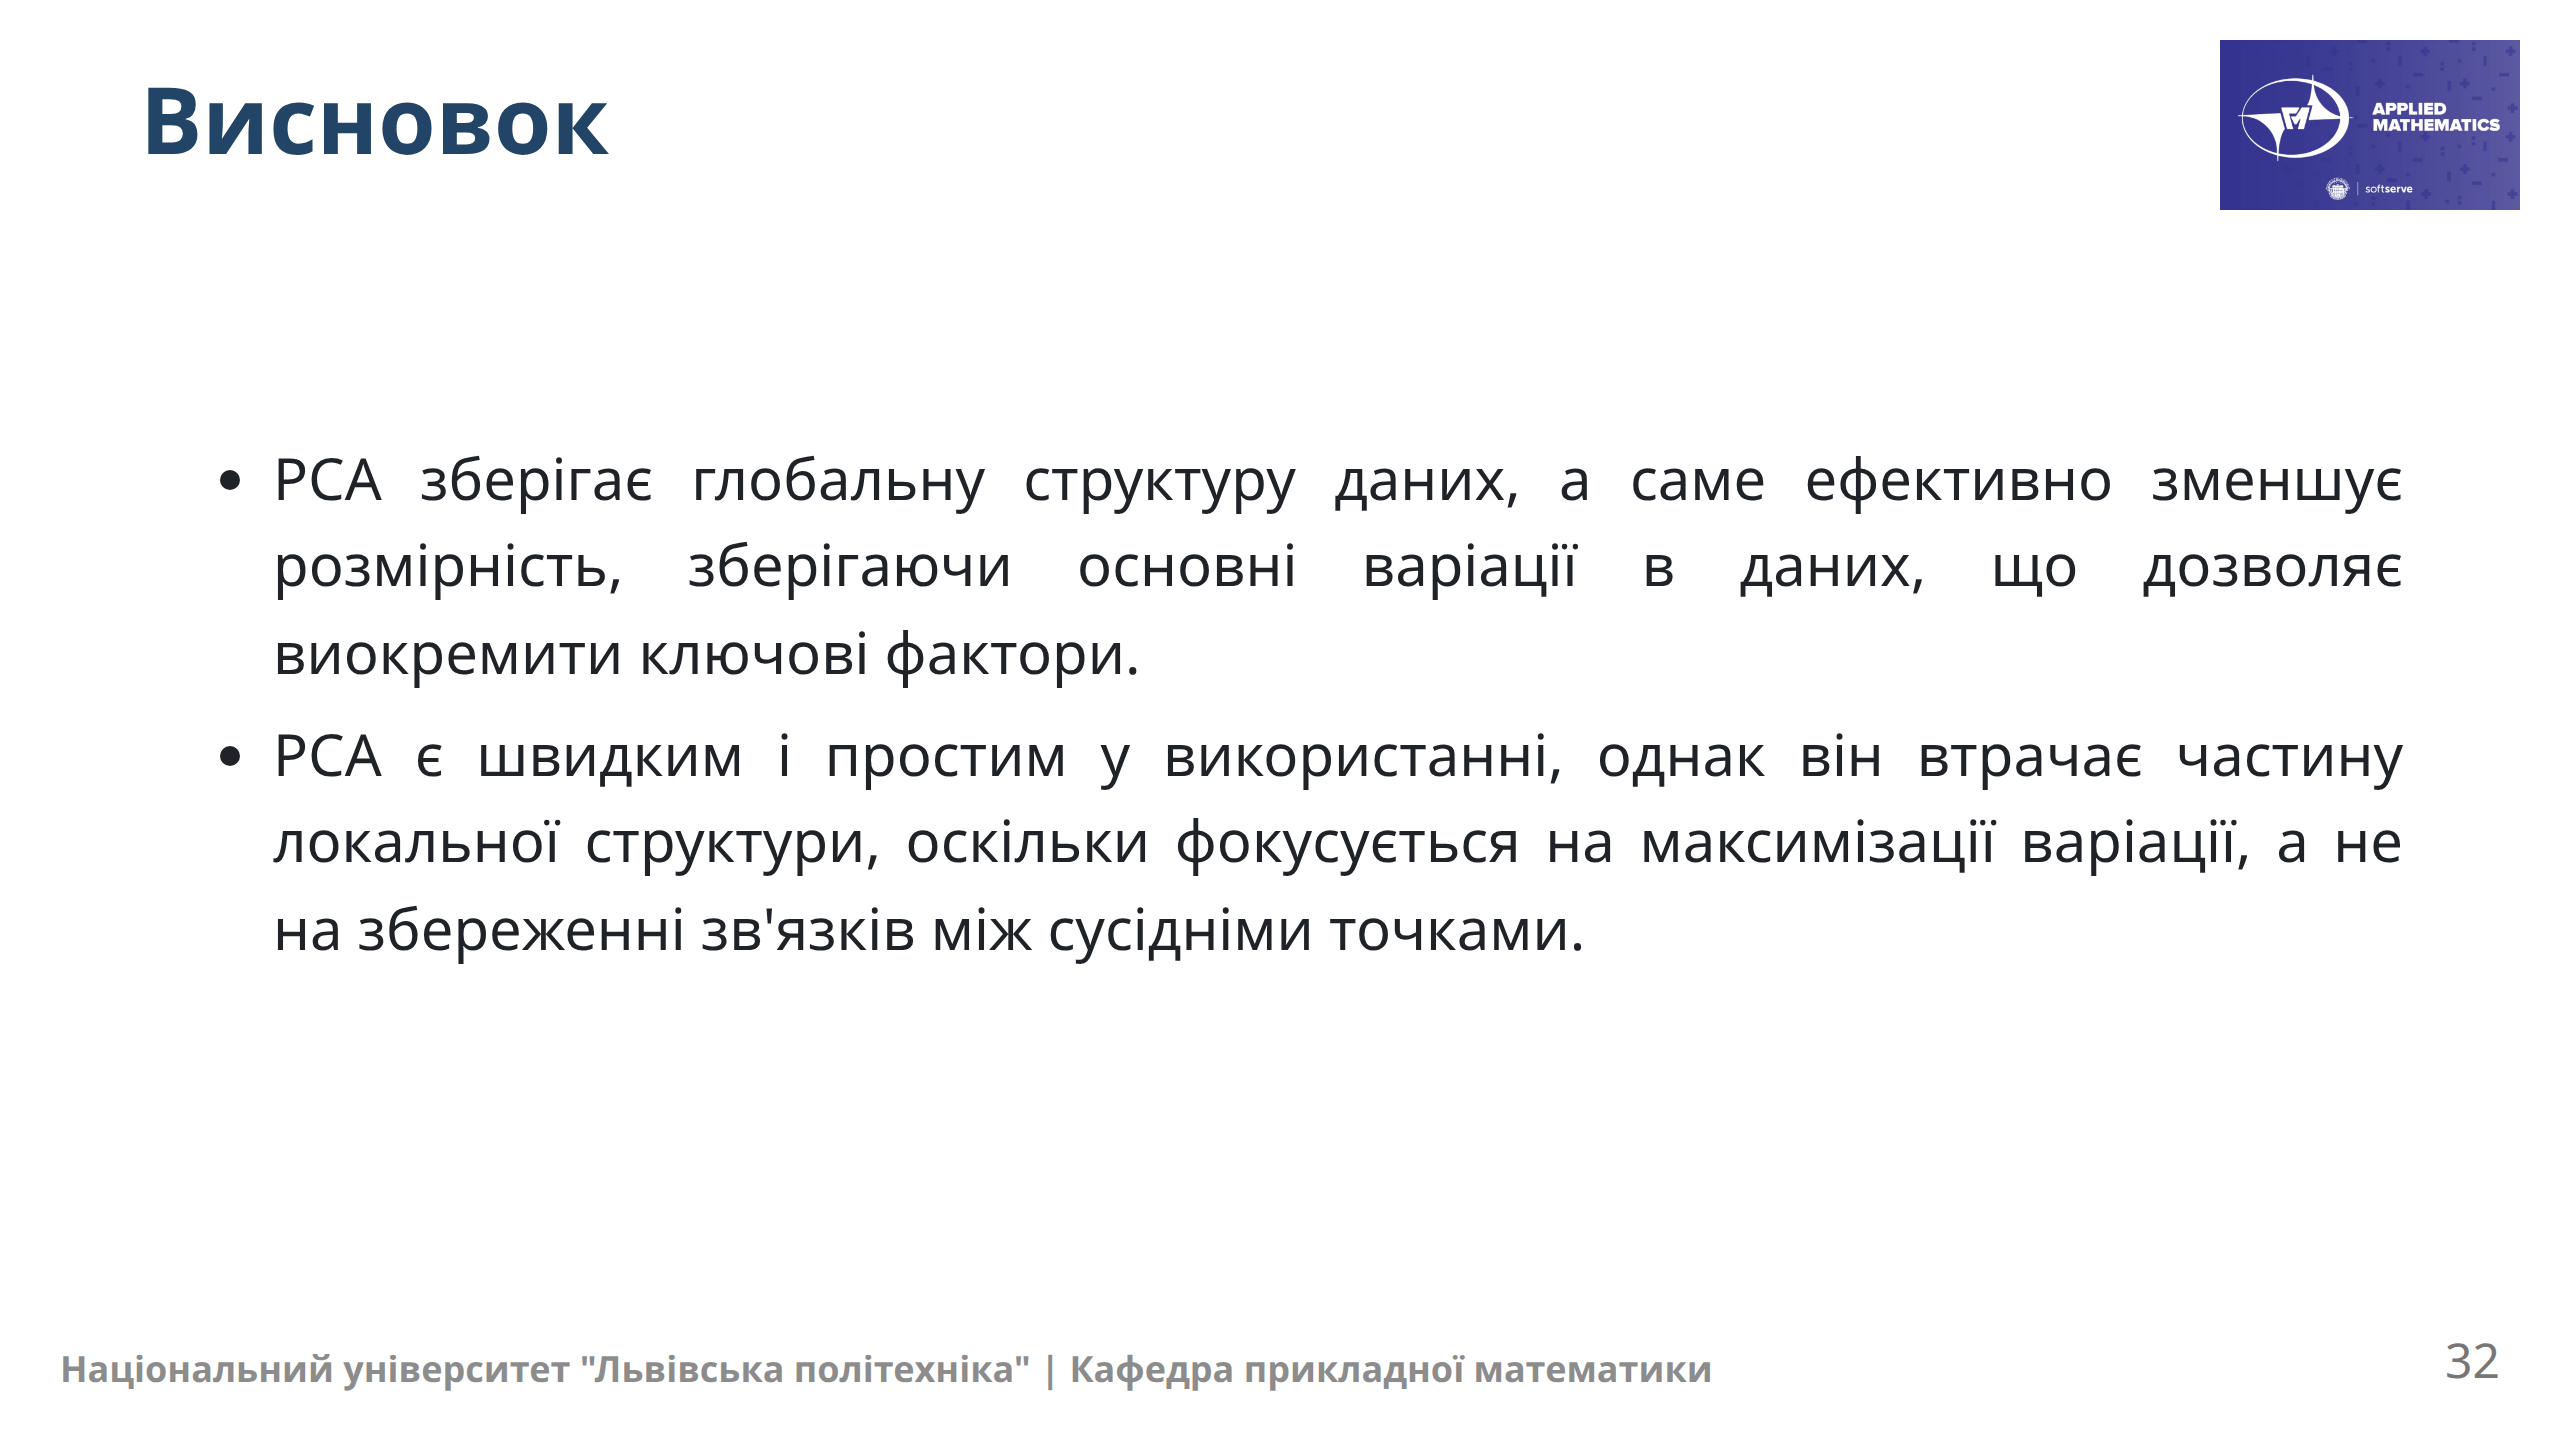 Висновок
APPLIED
MATHEMATICS
softserve
PCA зберігає глобальну структуру даних, а саме ефективно зменшує
розмірність, зберігаючи основні варіації в даних, що дозволяє
виокремити ключові фактори.
PCA є швидким і простим у використанні, однак він втрачає частину
локальної структури, оскільки фокусується на максимізації варіації, а не
на збереженні зв'язків між сусідніми точками.
Національний університет "Львівська політехніка" | Кафедра прикладної математики
32